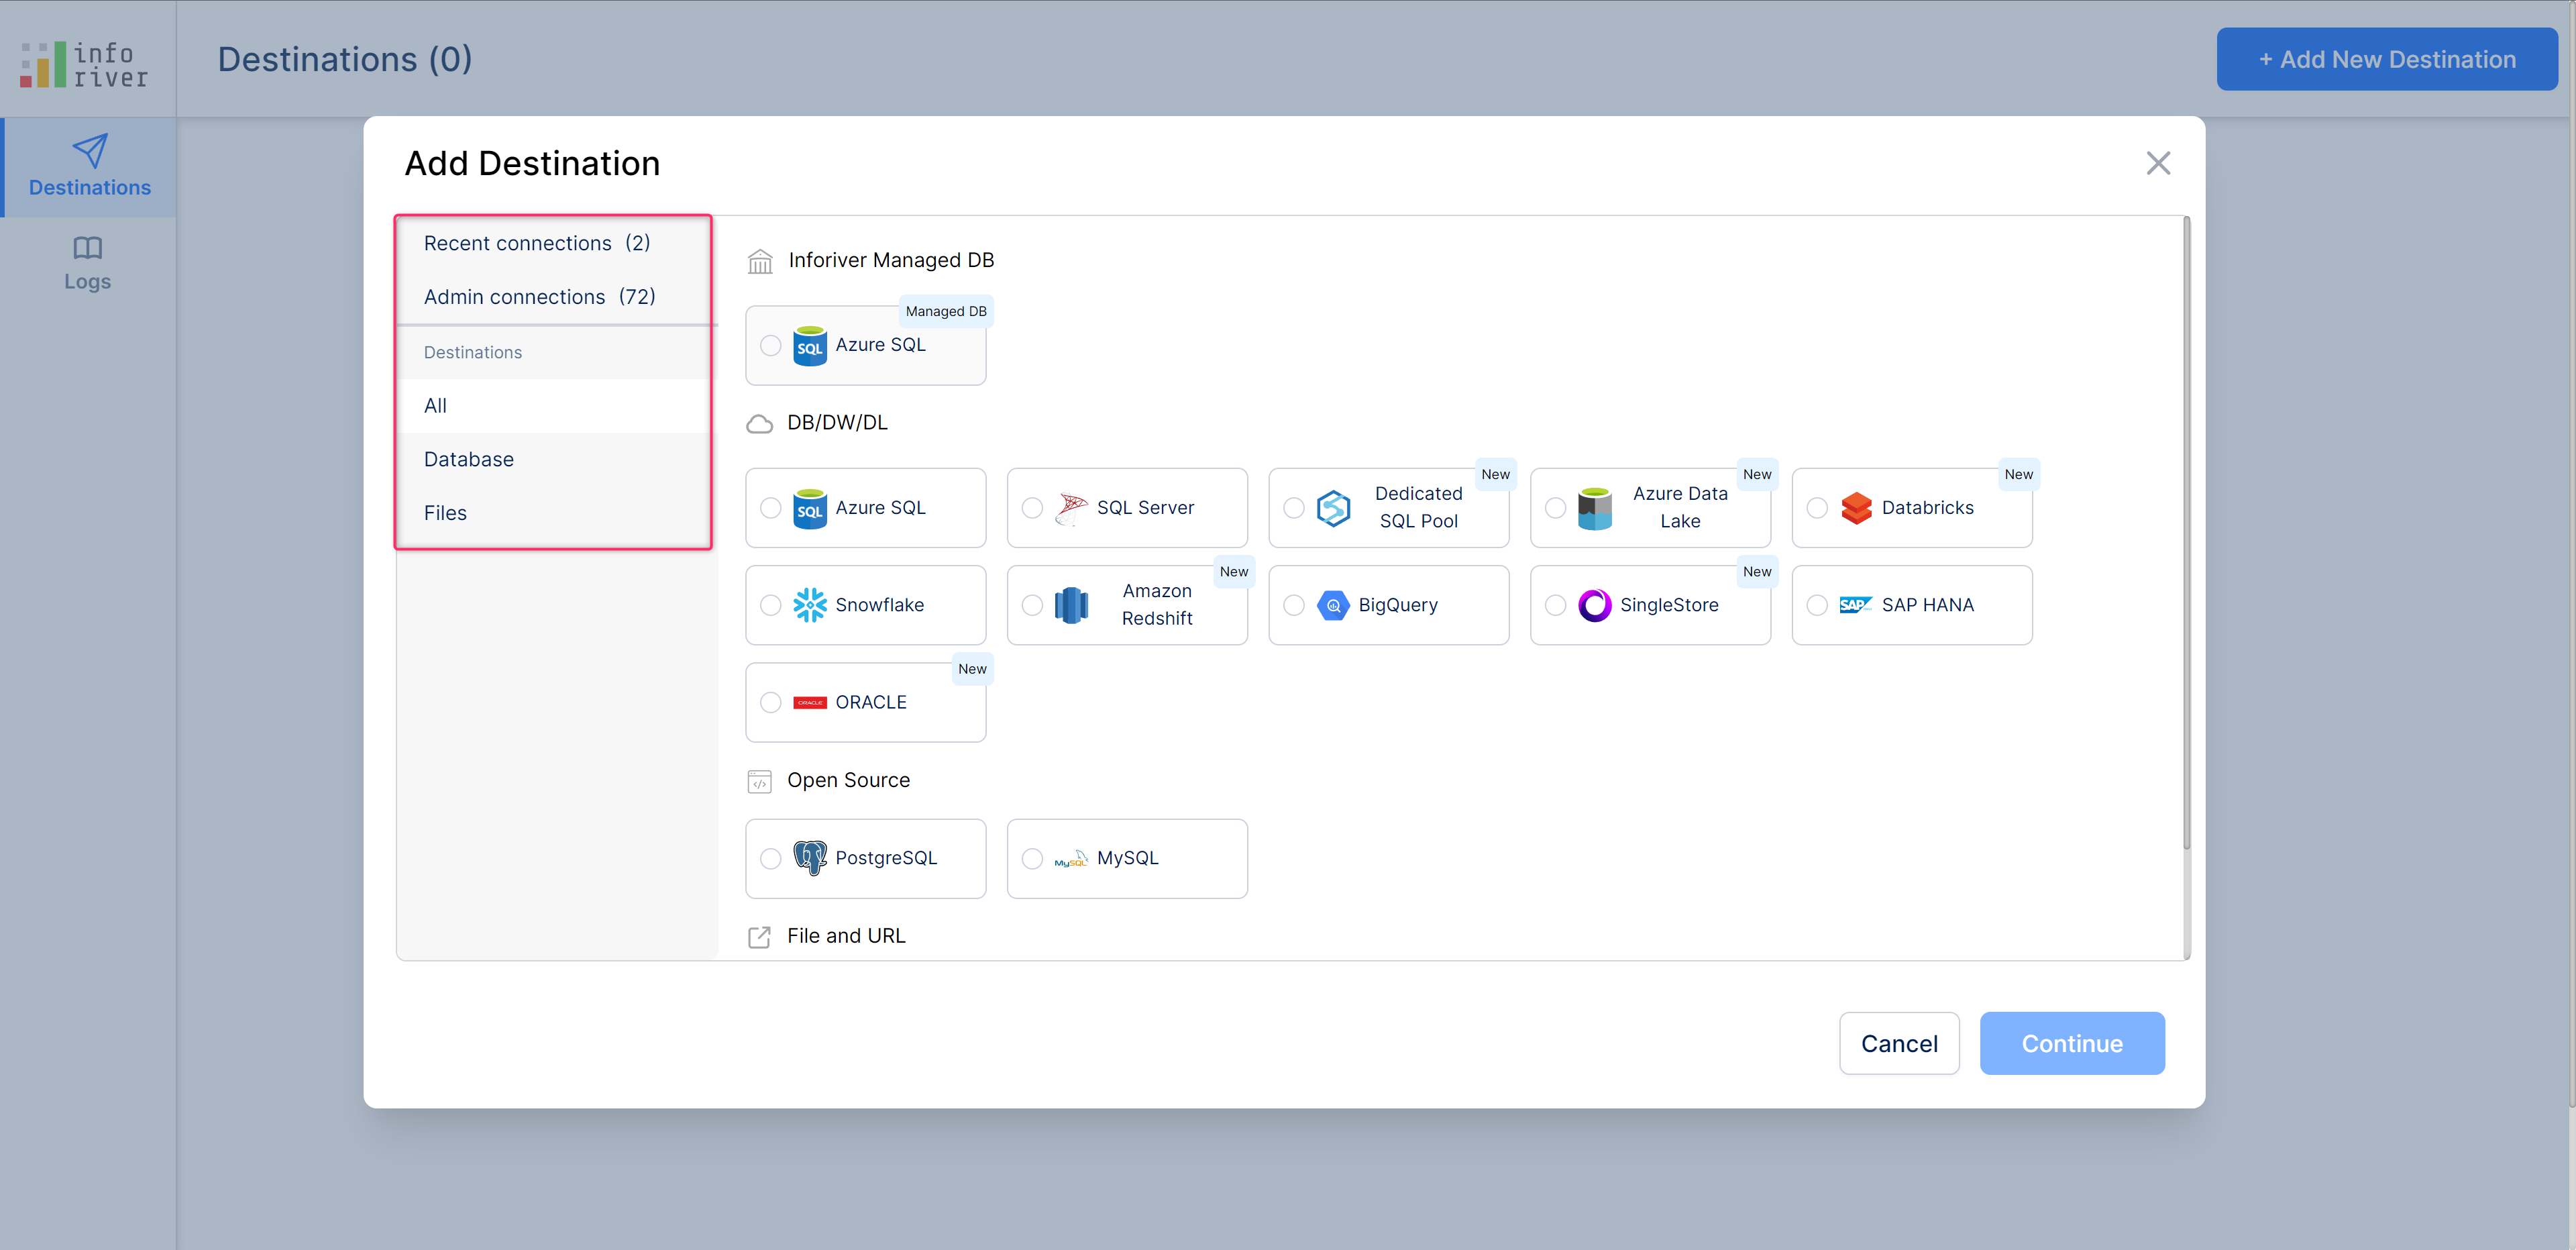 info
river
Destinations (0)
+ Add New Destination
Destinations
Logs
Add Destination
Recent connections (2)
Admin connections (72)
Destinations
All
Database
Files
Inforiver Managed DB
Managed DB
SQL Azure SQL
DB/DW/DL
SQL Azure SQL
SQL Server
New
Dedicated
SQL Pool
New
Azure Data
Lake
New
Databricks
Snowflake
New
Amazon
Redshift
BigQuery
New
SingleStore
SAP SAP HANA
New
ORACLE ORACLE
Open Source
PostgreSQL
MySQL MySQL
File and URL
Cancel
Continue